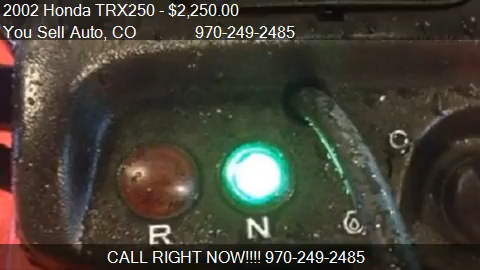 2002 Honda TRX250 - $2,250.00
You Sell Auto, CO 970-249-2485
R N
CALL RIGHT NOW!!!! 970-249-2485